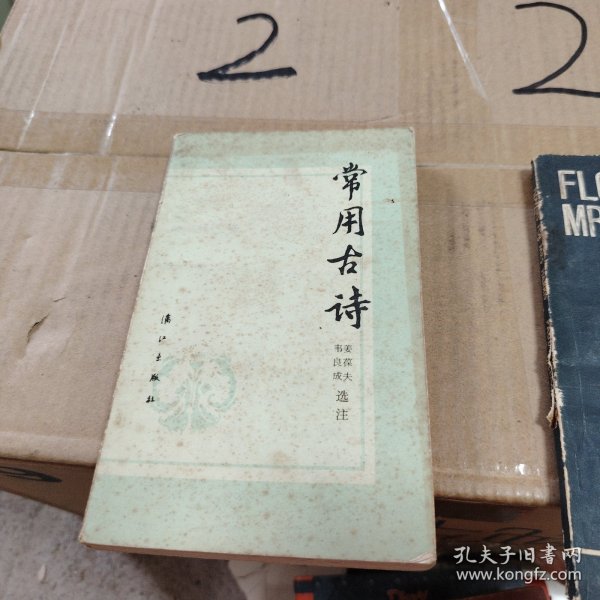 2
2
常用古诗
姜葆夫
韦良成
选注
漓江出版社
FLO
MP
孔夫子旧书网
www.kongfz.com